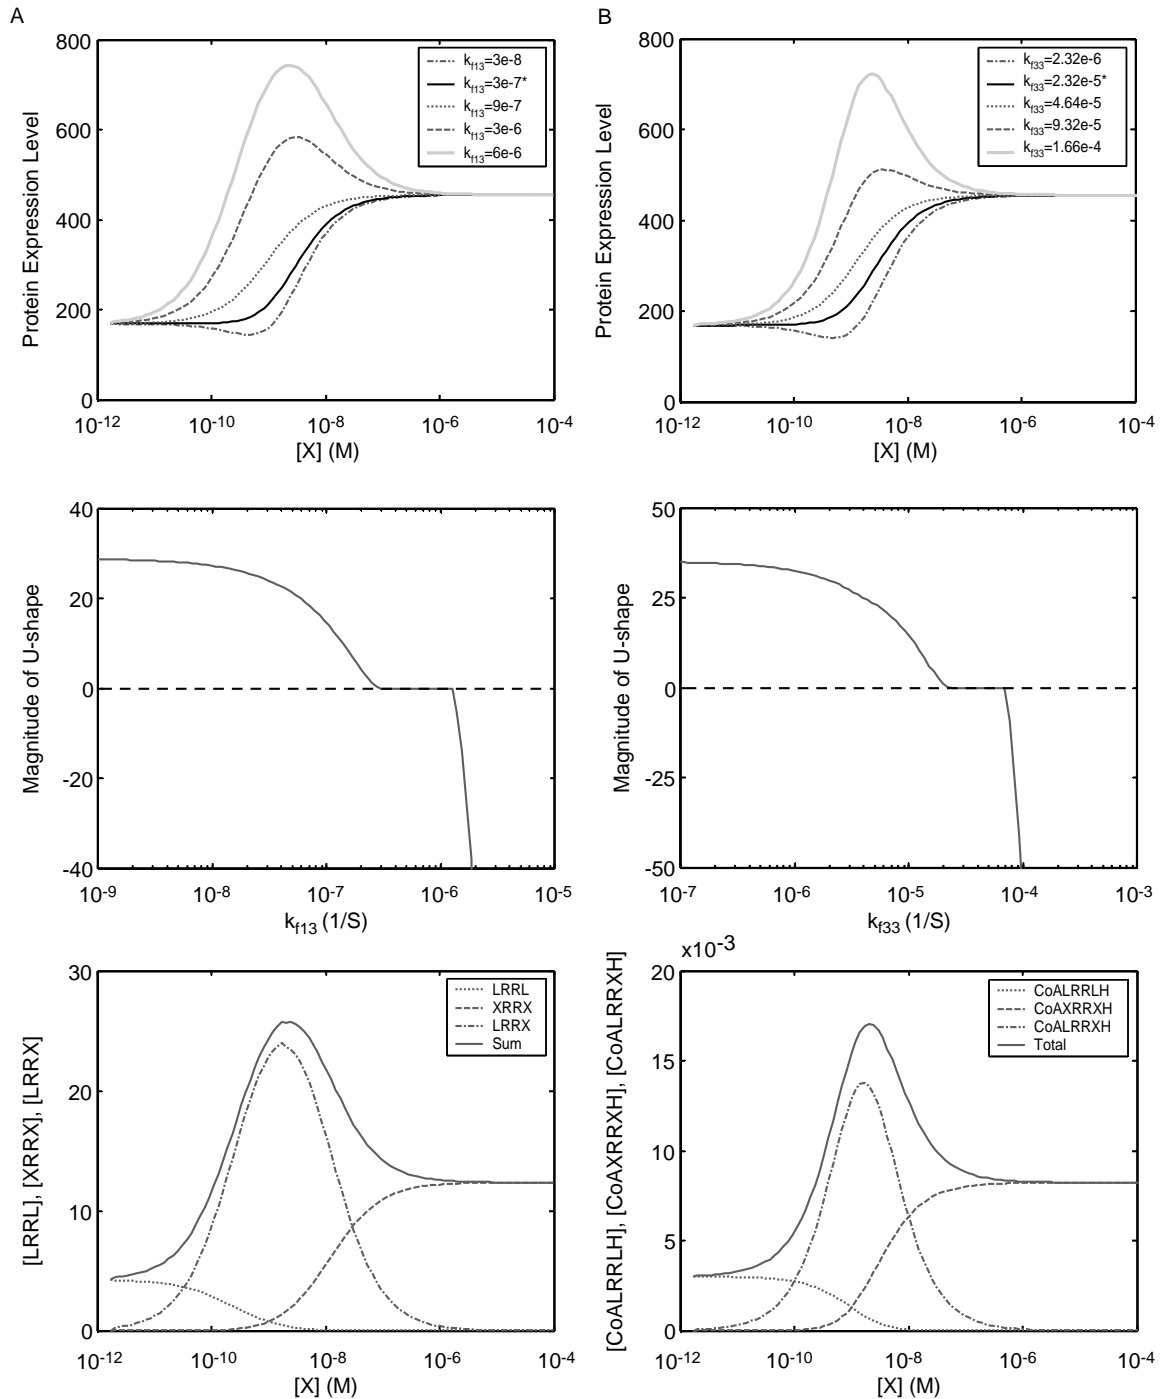 A
800
600
400
200
0
Protein Expression Level
k_f13=3e-8
k_f13=3e-7*
k_f13=9e-7
k_f13=3e-6
k_f13=6e-6
10^-12 10^-10 10^-8 10^-6 10^-4
[X] (M)
B
800
600
400
200
0
Protein Expression Level
k_f33=2.32e-6
k_f33=2.32e-5*
k_f33=4.64e-5
k_f33=9.32e-5
k_f33=1.66e-4
10^-12 10^-10 10^-8 10^-6 10^-4
[X] (M)
40
20
0
-20
-40
Magnitude of U-shape
10^-9 10^-8 10^-7 10^-6 10^-5
k_f13 (1/S)
50
25
0
-25
-50
Magnitude of U-shape
10^-7 10^-6 10^-5 10^-4 10^-3
k_f33 (1/S)
30
20
10
0
[LRRL], [XRRX], [LRRX]
LRRL
XRRX
LRRX
Sum
10^-12 10^-10 10^-8 10^-6 10^-4
[X] (M)
x10^-3
20
15
10
5
0
[CoALRRLH], [CoAXRRXH], [CoALRRXH]
CoALRRLH
CoAXRRXH
CoALRRXH
Total
10^-12 10^-10 10^-8 10^-6 10^-4
[X] (M)